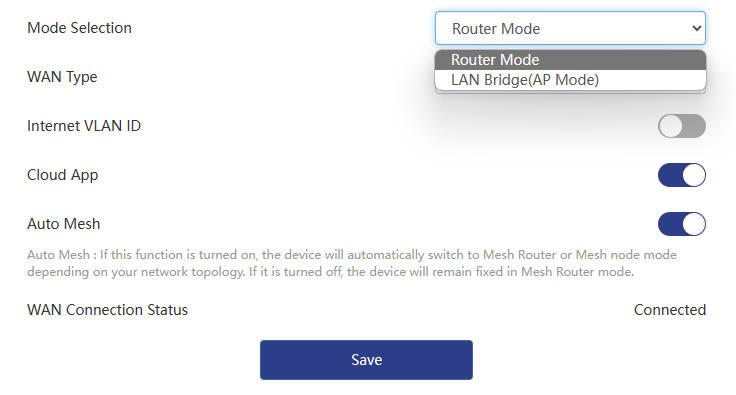 Mode Selection
Router Mode
Router Mode
LAN Bridge(AP Mode)
WAN Type
Internet VLAN ID
Cloud App
Auto Mesh
Auto Mesh : If this function is turned on, the device will automatically switch to Mesh Router or Mesh node mode
depending on your network topology. If it is turned off, the device will remain fixed in Mesh Router mode.
WAN Connection Status
Connected
Save